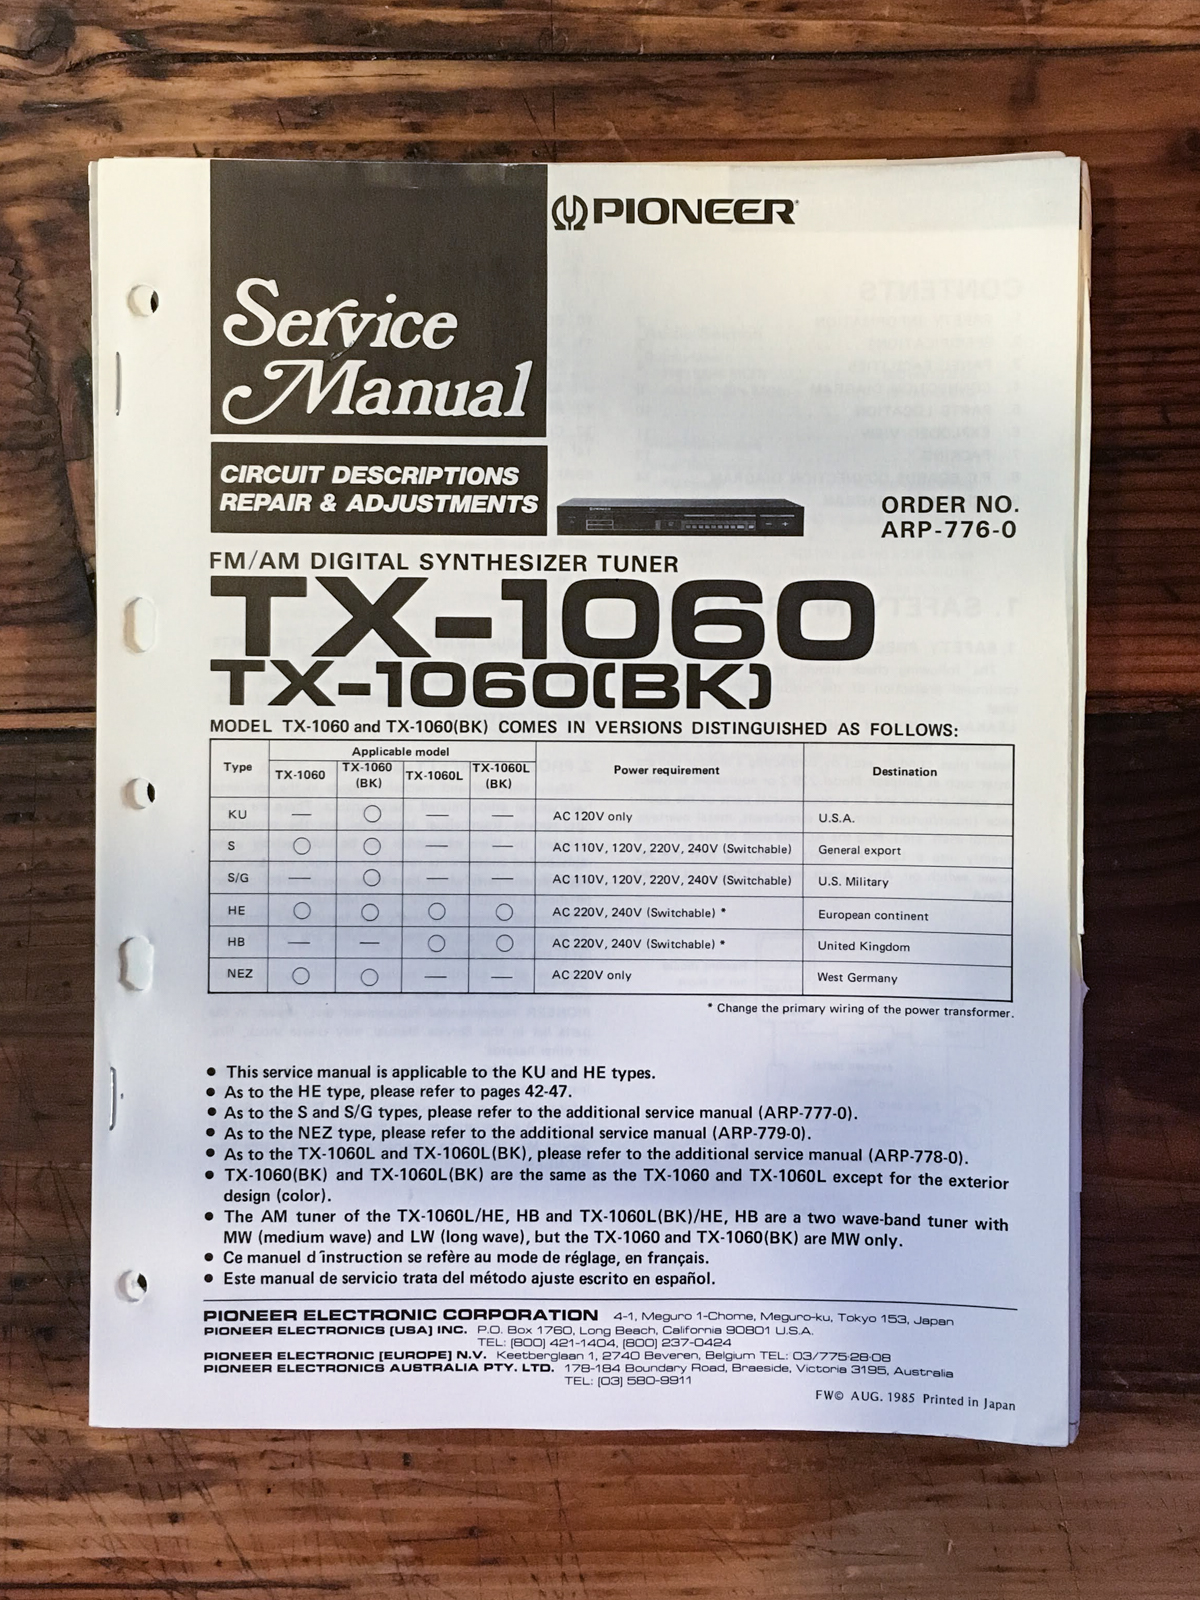 PIONEER
Service
Manual
CIRCUIT DESCRIPTIONS
REPAIR & ADJUSTMENTS
ORDER NO.
ARP-776-0
FM/AM DIGITAL SYNTHESIZER TUNER
TX-1060
TX-1060(BK)
MODEL TX-1060 and TX-1060(BK) COMES IN VERSIONS DISTINGUISHED AS FOLLOWS:
Type Applicable model Power requirement Destination
TX-1060 TX-1060 (BK) TX-1060L TX-1060L (BK)
KU — ○ — — AC 120V only U.S.A.
S ○ ○ — — AC 110V, 120V, 220V, 240V (Switchable) General export
S/G — ○ — — AC 110V, 120V, 220V, 240V (Switchable) U.S. Military
HE ○ ○ ○ ○ AC 220V, 240V (Switchable) * European continent
HB — — ○ ○ AC 220V, 240V (Switchable) * United Kingdom
NEZ ○ ○ — — AC 220V only West Germany
* Change the primary wiring of the power transformer.
● This service manual is applicable to the KU and HE types.
● As to the HE type, please refer to pages 42-47.
● As to the S and S/G types, please refer to the additional service manual (ARP-777-0).
● As to the NEZ type, please refer to the additional service manual (ARP-779-0).
● As to the TX-1060L and TX-1060L(BK), please refer to the additional service manual (ARP-778-0).
● TX-1060(BK) and TX-1060L(BK) are the same as the TX-1060 and TX-1060L except for the exterior
design (color).
● The AM tuner of the TX-1060L/HE, HB and TX-1060L(BK)/HE, HB are a two wave-band tuner with
MW (medium wave) and LW (long wave), but the TX-1060 and TX-1060(BK) are MW only.
● Ce manuel d'instruction se refère au mode de réglage, en français.
● Este manual de servicio trata del método ajuste escrito en español.
PIONEER ELECTRONIC CORPORATION 4-1, Meguro 1-Chome, Meguro-ku, Tokyo 153, Japan
PIONEER ELECTRONICS [USA] INC. P.O. Box 1760, Long Beach, California 90801 U.S.A.
TEL: [800] 421-1404, [800] 237-0424
PIONEER ELECTRONIC [EUROPE] N.V. Keetberglaan 1, 2740 Beveren, Belgium TEL: 03/775·28·08
PIONEER ELECTRONICS AUSTRALIA PTY. LTD. 178-184 Boundary Road, Braeside, Victoria 3195, Australia
TEL: [03] 580-9911
FW© AUG. 1985 Printed in Japan